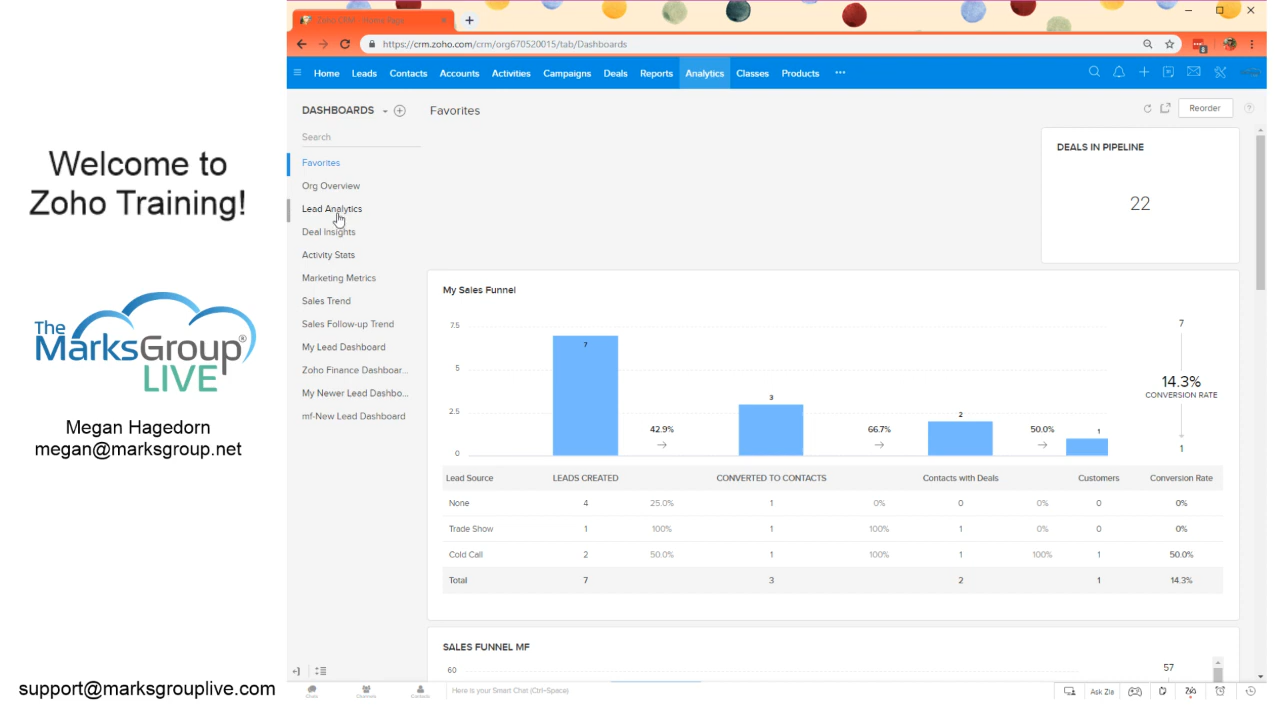 Welcome to
Zoho Training!
The
MarksGroup®
LIVE
Megan Hagedorn
megan@marksgroup.net
support@marksgrouplive.com
Zoho CRM - Home Page
https://crm.zoho.com/crm/org670520015/tab/Dashboards
Home Leads Contacts Accounts Activities Campaigns Deals Reports Analytics Classes Products
DASHBOARDS
Search
Favorites
Org Overview
Lead Analytics
Deal Insights
Activity Stats
Marketing Metrics
Sales Trend
Sales Follow-up Trend
My Lead Dashboard
Zoho Finance Dashboar...
My Newer Lead Dashbo...
mf-New Lead Dashboard
Favorites
Reorder
DEALS IN PIPELINE
22
My Sales Funnel
7.5
5
2.5
0
7
42.9%
3
66.7%
2
50.0%
1
7
14.3%
CONVERSION RATE
1
Lead Source LEADS CREATED CONVERTED TO CONTACTS Contacts with Deals Customers Conversion Rate
None 4 25.0% 1 0% 0 0% 0 0%
Trade Show 1 100% 1 100% 1 0% 0 0%
Cold Call 2 50.0% 1 100% 1 100% 1 50.0%
Total 7 3 2 1 14.3%
SALES FUNNEL MF
60
57
Chats Channels Contacts Here is your Smart Chat (Ctrl+Space) Ask Zia